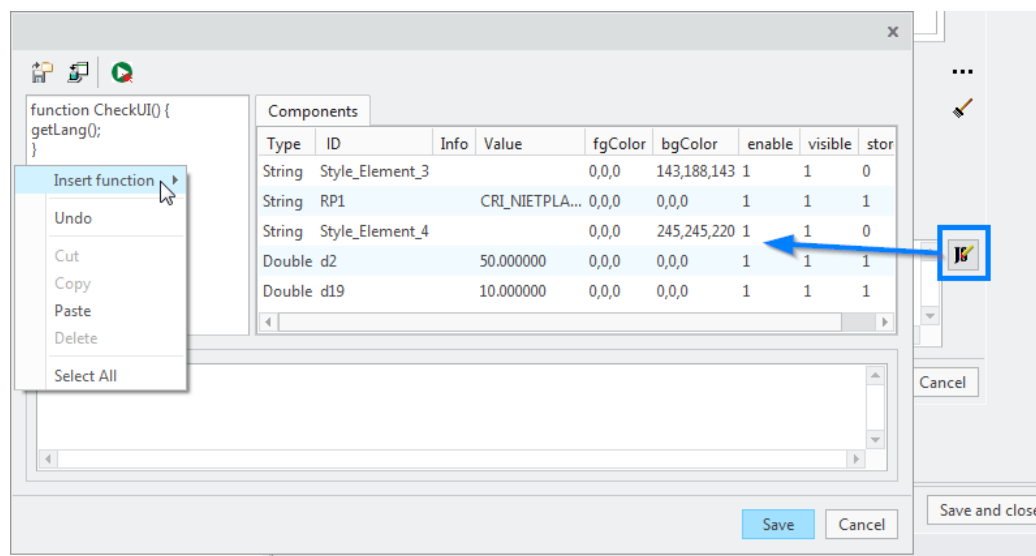 x
function CheckUI() {
getLang();
}
Insert function
Undo
Cut
Copy
Paste
Delete
Select All
Components
Type ID Info Value fgColor bgColor enable visible stor
String Style_Element_3 0,0,0 143,188,143 1 1 0
String RP1 CRI_NIETPLA... 0,0,0 0,0,0 1 1 1
String Style_Element_4 0,0,0 245,245,220 1 1 0
Double d2 50.000000 0,0,0 0,0,0 1 1 1
Double d19 10.000000 0,0,0 0,0,0 1 1 1
Save Cancel
Cancel
Save and close